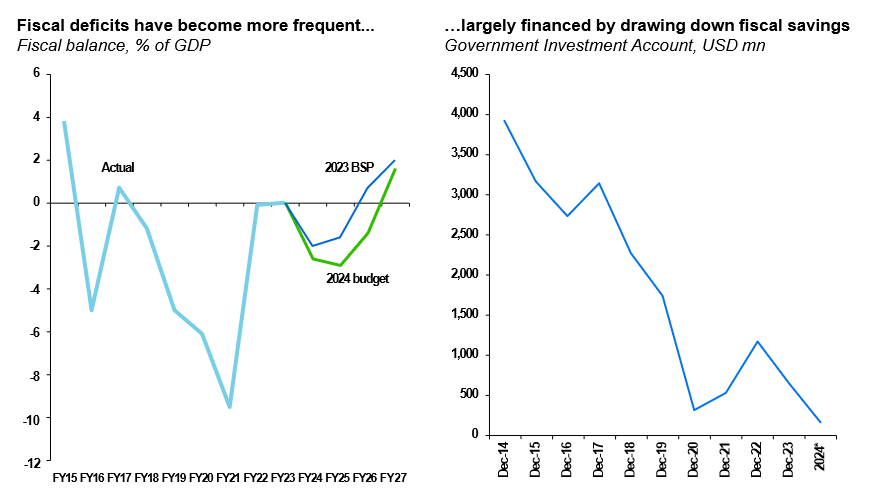 Fiscal deficits have become more frequent...
Fiscal balance, % of GDP
6
4
2
0
-2
-4
-6
-8
-10
-12
Actual
2023 BSP
2024 budget
FY15 FY16 FY17 FY18 FY19 FY20 FY21 FY22 FY23 FY24 FY25 FY26 FY27
…largely financed by drawing down fiscal savings
Government Investment Account, USD mn
4,500
4,000
3,500
3,000
2,500
2,000
1,500
1,000
500
0
Dec-14
Dec-15
Dec-16
Dec-17
Dec-18
Dec-19
Dec-20
Dec-21
Dec-22
Dec-23
2024*